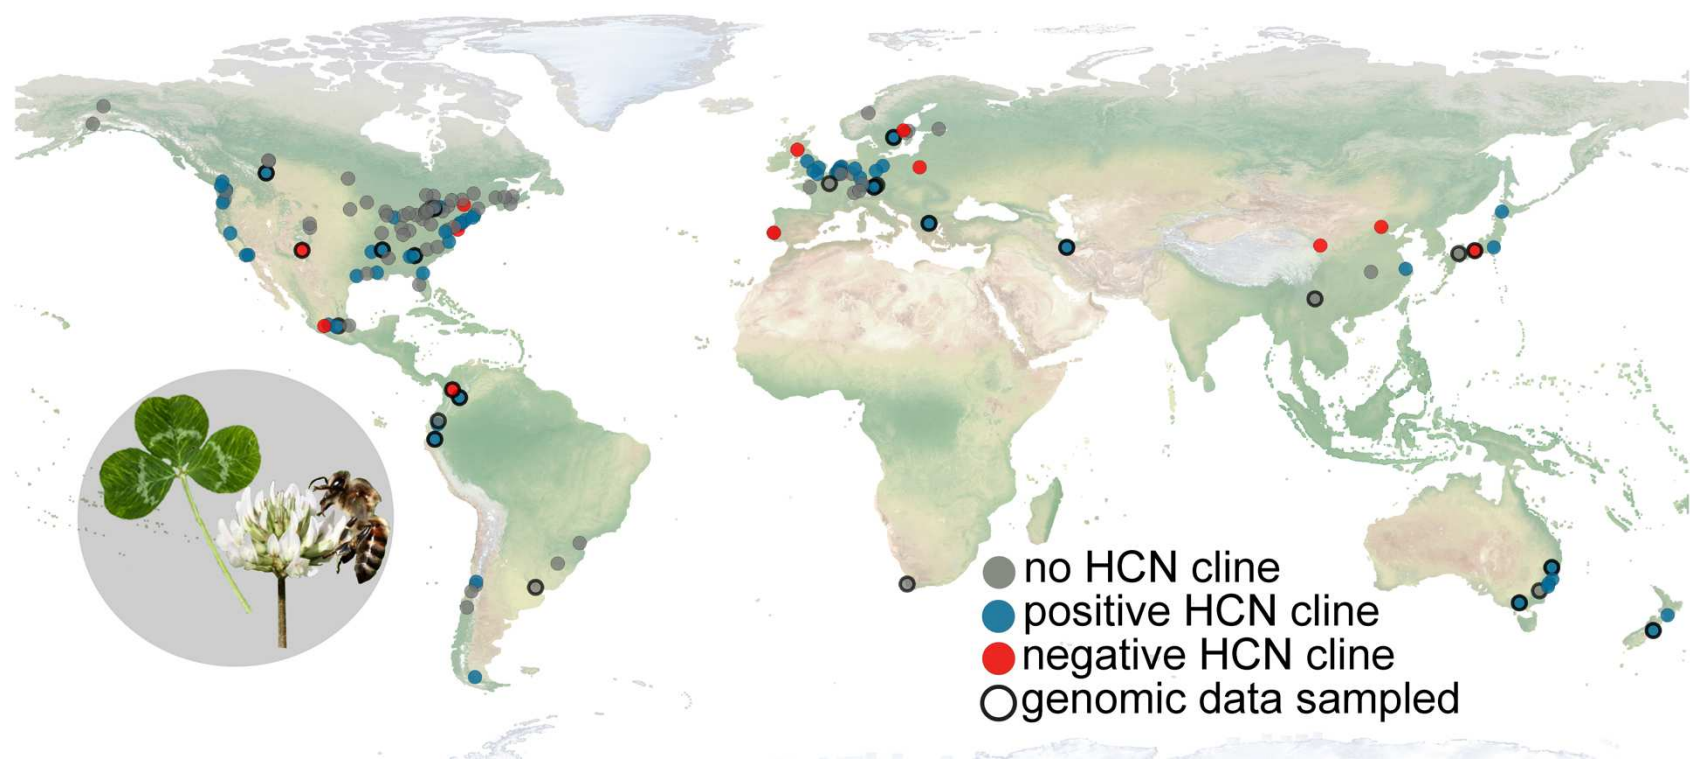 no HCN cline
positive HCN cline
negative HCN cline
genomic data sampled